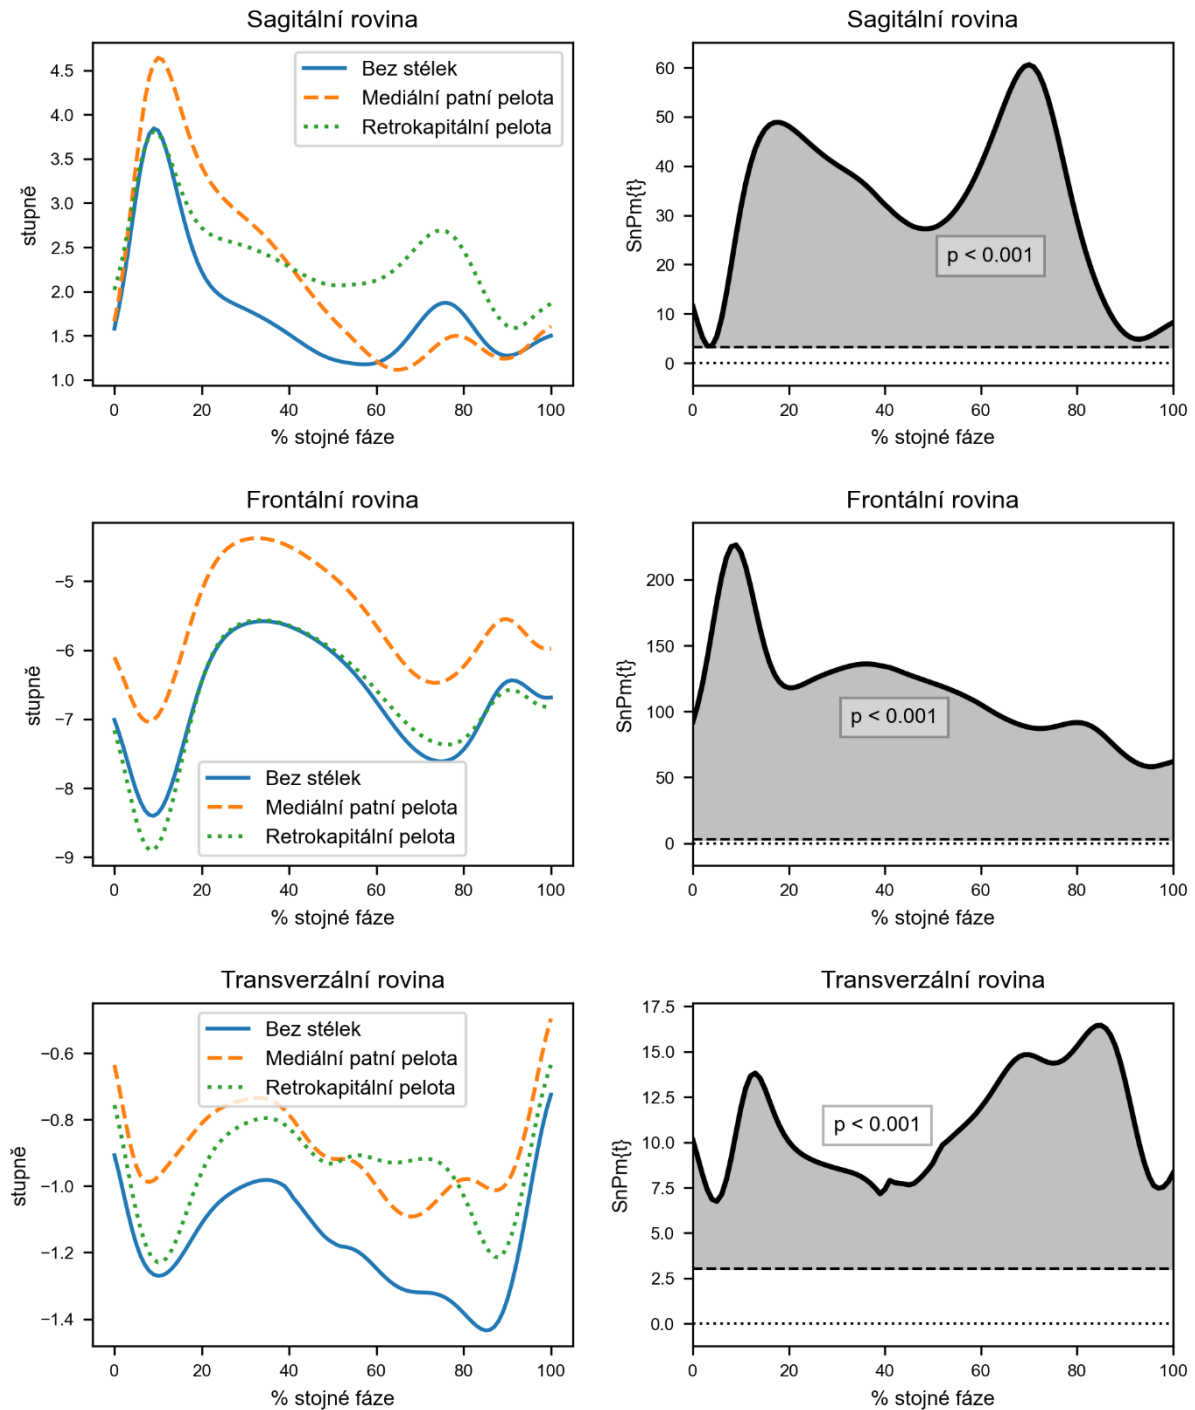 Sagitální rovina
4.5
4.0
3.5
3.0
2.5
2.0
1.5
1.0
stupně
Bez stélek
Mediální patní pelota
Retrokapitální pelota
0 20 40 60 80 100
% stojné fáze
Sagitální rovina
60
50
40
30
20
10
0
SnPm{t}
p < 0.001
0 20 40 60 80 100
% stojné fáze
Frontální rovina
−5
−6
−7
−8
−9
stupně
Bez stélek
Mediální patní pelota
Retrokapitální pelota
0 20 40 60 80 100
% stojné fáze
Frontální rovina
200
150
100
50
0
SnPm{t}
p < 0.001
0 20 40 60 80 100
% stojné fáze
Transverzální rovina
−0.6
−0.8
−1.0
−1.2
−1.4
stupně
Bez stélek
Mediální patní pelota
Retrokapitální pelota
0 20 40 60 80 100
% stojné fáze
Transverzální rovina
17.5
15.0
12.5
10.0
7.5
5.0
2.5
0.0
SnPm{t}
p < 0.001
0 20 40 60 80 100
% stojné fáze